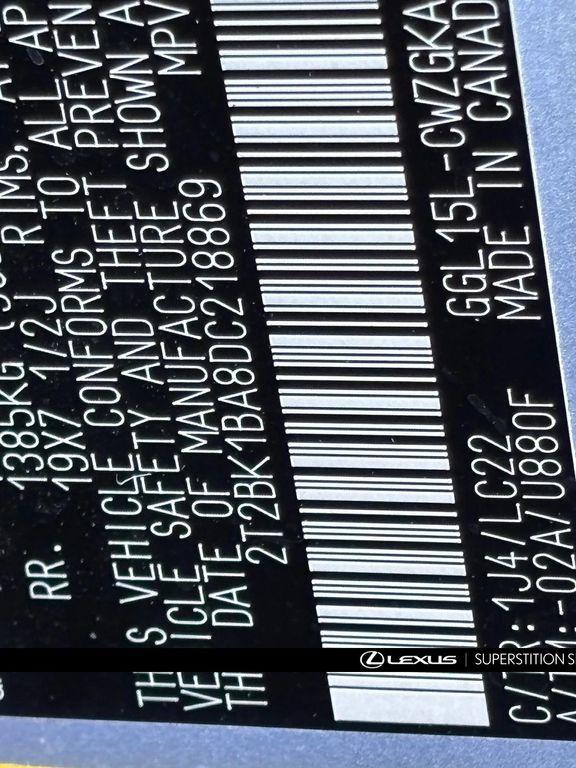 1385KG
RR. 19X7 1/2J RIMS,
THIS VEHICLE CONFORMS TO ALL AP
VEHICLE SAFETY AND THEFT PREVEN
THE DATE OF MANUFACTURE SHOWN A
2T2BK1BA8DC218869 MPV
C/TR:1J4/LC22 GGL15L-CWZGKA
A/TM:-02A/U880F MADE IN CANAD
LEXUS | SUPERSTITION S